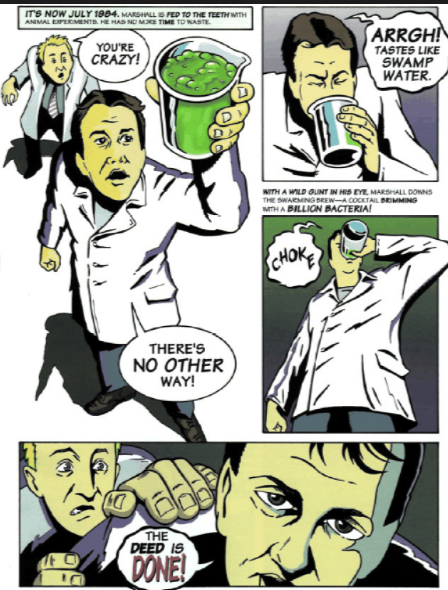 IT'S NOW JULY 1984. MARSHALL IS FED TO THE TEETH WITH
ANIMAL EXPERIMENTS. HE HAS NO MORE TIME TO WASTE.
YOU'RE
CRAZY!
THERE'S
NO OTHER
WAY!
ARRGH!
TASTES LIKE
SWAMP
WATER.
WITH A WILD GLINT IN HIS EYE, MARSHALL DOWNS
THE SWARMING BREW—A COCKTAIL BRIMMING
WITH A BILLION BACTERIA!
CHOKE
THE
DEED IS
DONE!